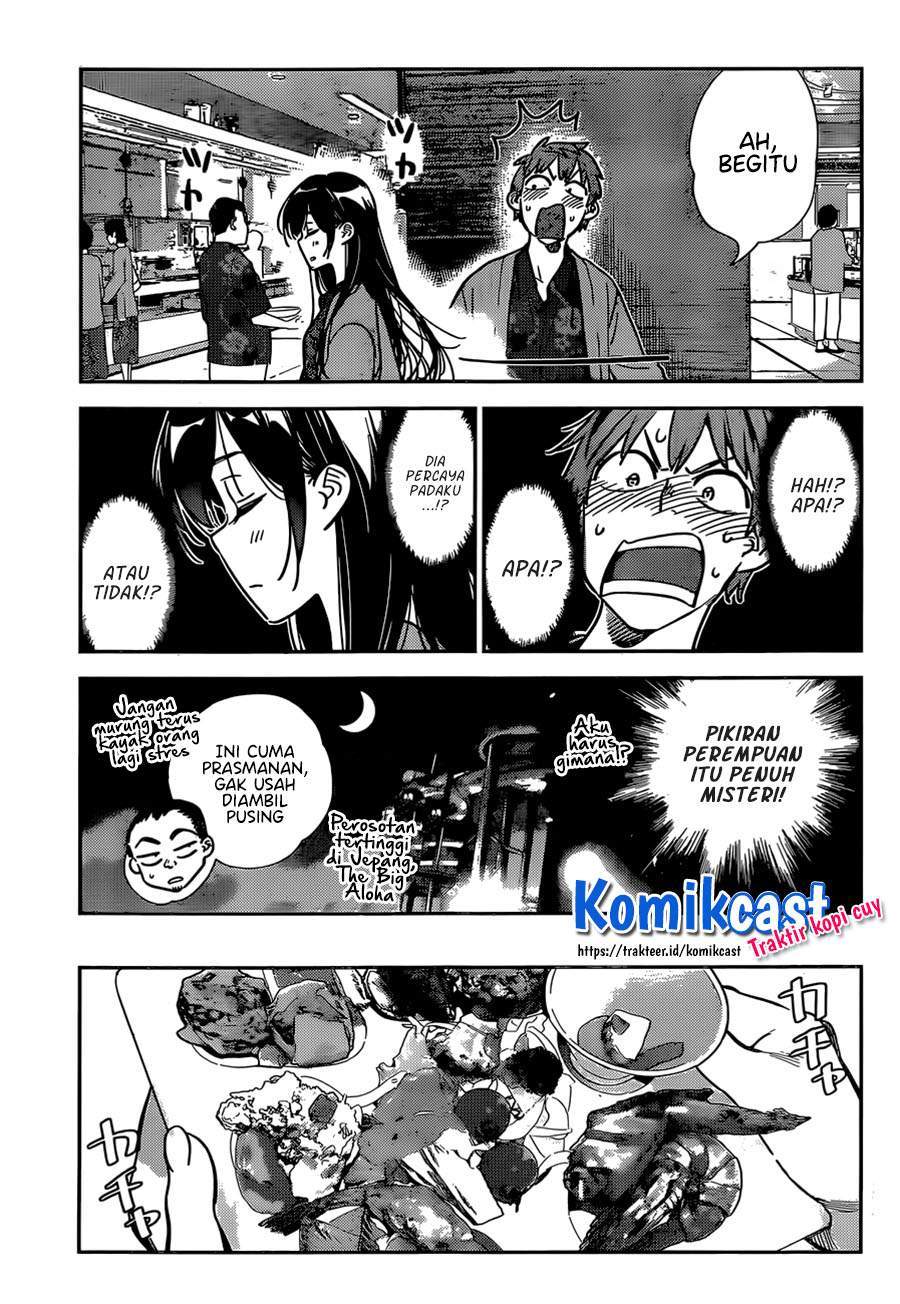 AH,
BEGITU
ツカ
ツカ
HAH!?
APA!?
APA!?
DIA
PERCAYA
PADAKU
...!?
ATAU
TIDAK!?
PIKIRAN
PEREMPUAN
ITU PENUH
MISTERI!
Aku
harus
gimana!?
Perosotan
tertinggi
di Jepang,
The Big
Aloha
INI CUMA
PRASMANAN,
GAK USAH
DIAMBIL
PUSING
Jangan
murung terus
kayak orang
lagi stres
Komikcast
Traktir kopi cuy
https://trakteer.id/komikcast
カチャ
カチャ